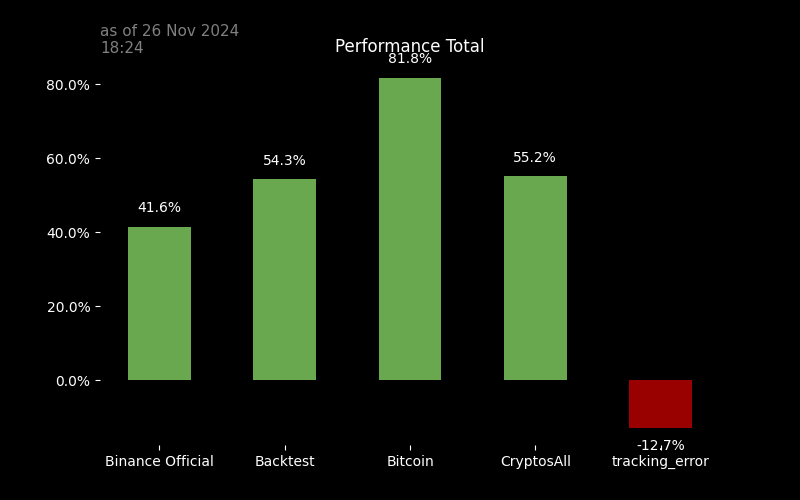 as of 26 Nov 2024
18:24
Performance Total
81.8%
80.0%
60.0%
54.3%
55.2%
41.6%
40.0%
20.0%
0.0%
-12.7%
Binance Official
Backtest
Bitcoin
CryptosAll
tracking_error